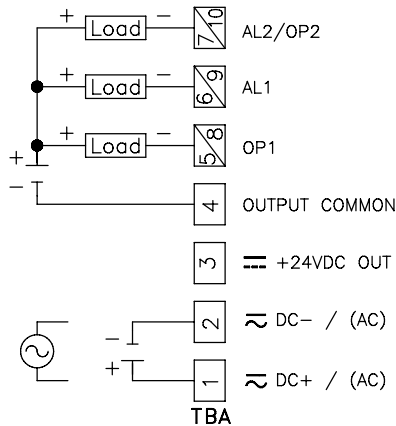 + Load − 7/10 AL2/OP2
+ Load − 6/9 AL1
+ Load − 5/8 OP1
+
− 4 OUTPUT COMMON
3 +24VDC OUT
− 2 DC− / (AC)
+ 1 DC+ / (AC)
TBA